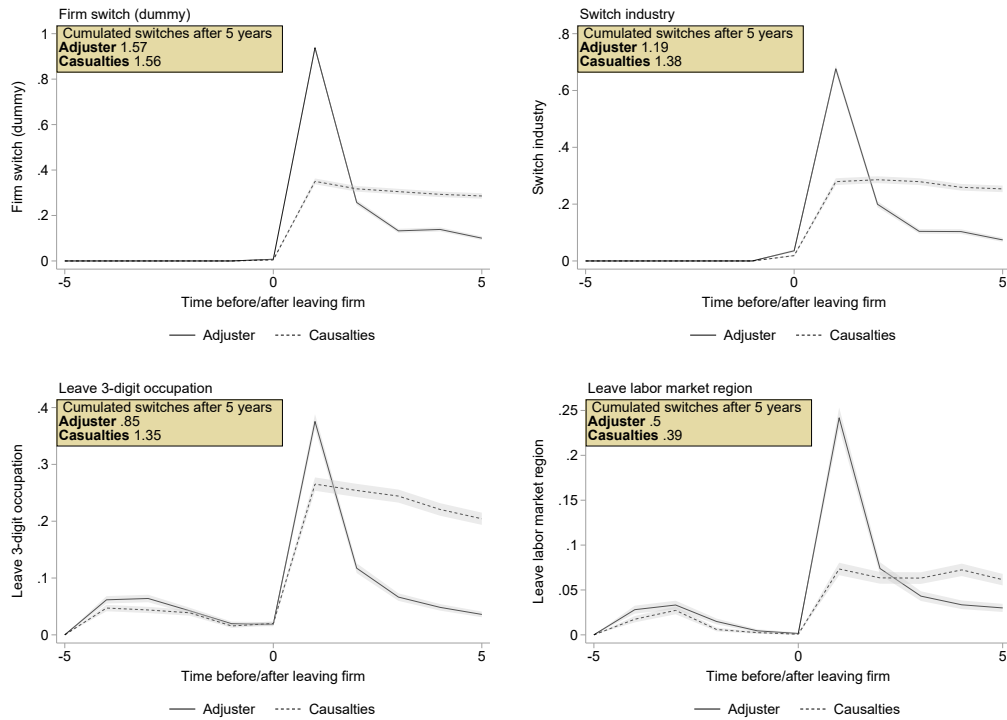 Firm switch (dummy)
Cumulated switches after 5 years
Adjuster 1.57
Casualties 1.56
Firm switch (dummy)
1
.8
.6
.4
.2
0
-5
0
5
Time before/after leaving firm
Adjuster
Causalties
Switch industry
Cumulated switches after 5 years
Adjuster 1.19
Casualties 1.38
Switch industry
.8
.6
.4
.2
0
-5
0
5
Time before/after leaving firm
Adjuster
Causalties
Leave 3-digit occupation
Cumulated switches after 5 years
Adjuster .85
Casualties 1.35
Leave 3-digit occupation
.4
.3
.2
.1
0
-5
0
5
Time before/after leaving firm
Adjuster
Causalties
Leave labor market region
Cumulated switches after 5 years
Adjuster .5
Casualties .39
Leave labor market region
.25
.2
.15
.1
.05
0
-5
0
5
Time before/after leaving firm
Adjuster
Causalties